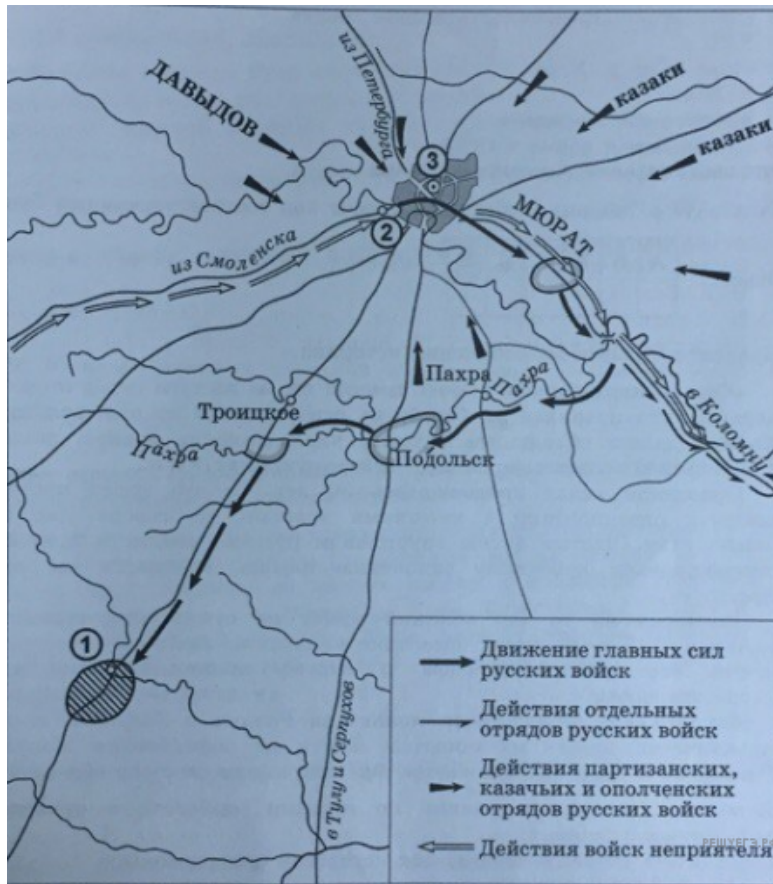 из Петербурга
ДАВЫДОВ
казаки
казаки
3
МЮРАТ
2
из Смоленска
Пахра
Пахра
в Коломну
Троицкое
Пахра
Подольск
1
в Тулу и Серпухов
Движение главных сил
русских войск
Действия отдельных
отрядов русских войск
Действия партизанских,
казачьих и ополченских
отрядов русских войск
Действия войск неприятеля
РЕШУЕГЭ.РФ